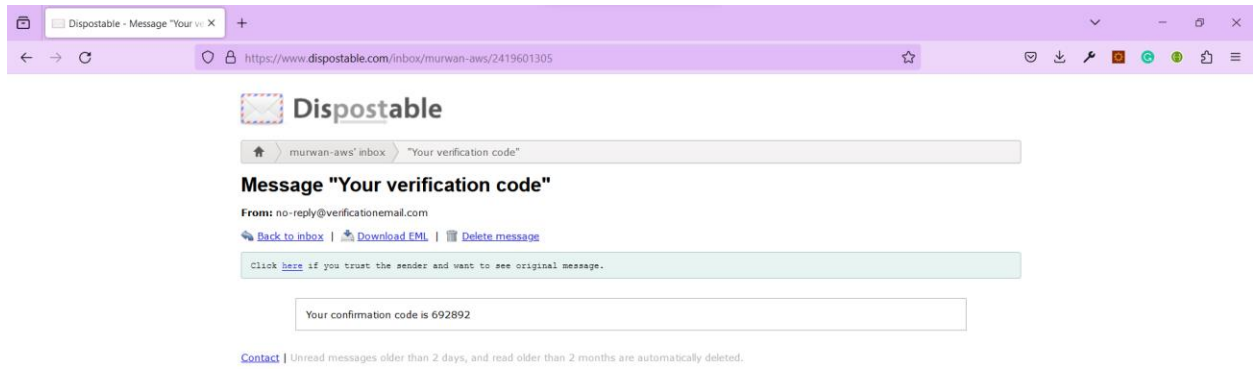 Dispostable - Message "Your ve
https://www.dispostable.com/inbox/murwan-aws/2419601305
Dispostable
murwan-aws' inbox "Your verification code"
Message "Your verification code"
From: no-reply@verificationemail.com
Back to inbox | Download EML | Delete message
Click here if you trust the sender and want to see original message.
Your confirmation code is 692892
Contact | Unread messages older than 2 days, and read older than 2 months are automatically deleted.